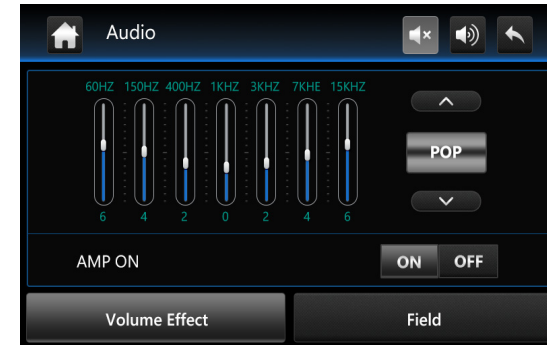 Audio
60HZ 150HZ 400HZ 1KHZ 3KHZ 7KHE 15KHZ
POP
6 4 2 0 2 4 6
AMP ON ON OFF
Volume Effect Field